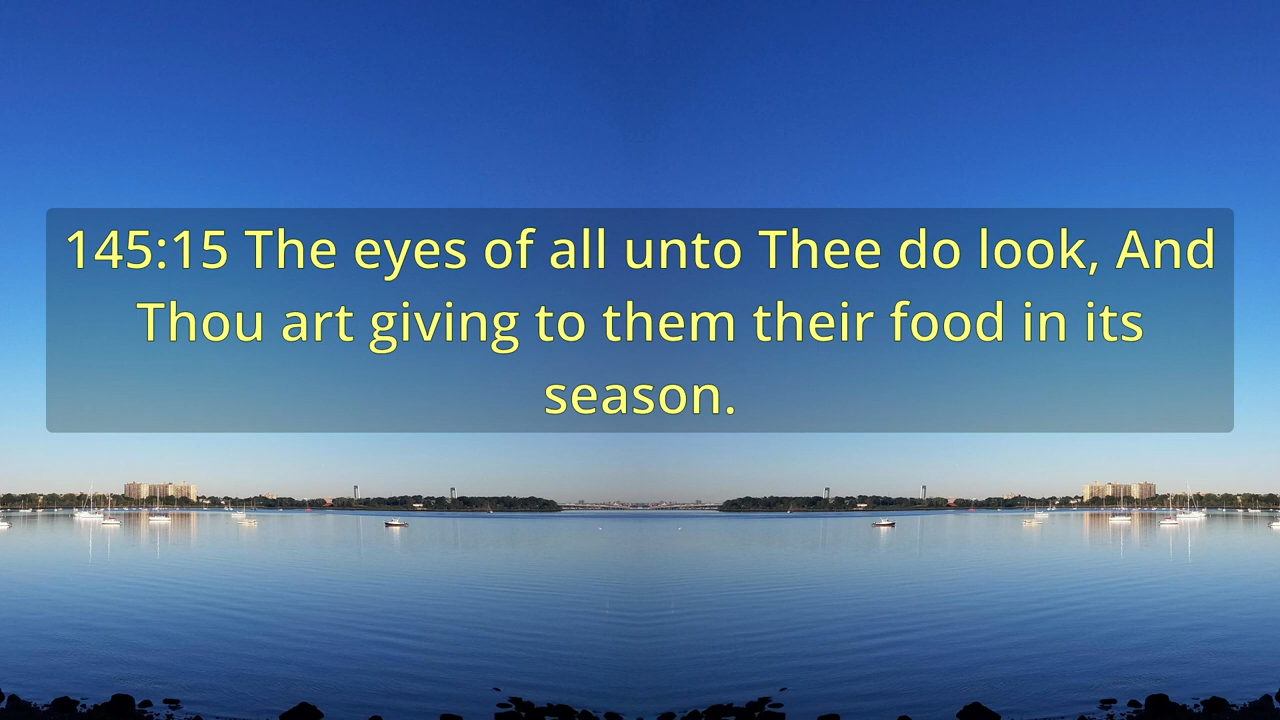 145:15 The eyes of all unto Thee do look, And
Thou art giving to them their food in its
season.